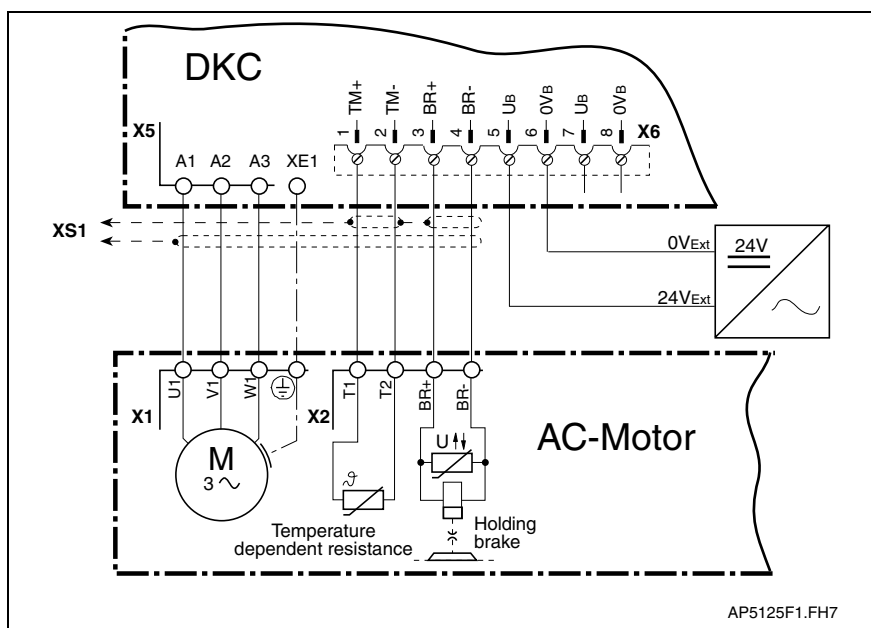 DKC
TM+ TM- BR+ BR- UB 0VB UB 0VB
X5
1 2 3 4 5 6 7 8 X6
A1 A2 A3 XE1
XS1
0VExt
24V
24VExt
U1 V1 W1 T1 T2 BR+ BR-
X1 X2
U
AC-Motor
M
3
ϑ
Temperature
dependent resistance
Holding
brake
AP5125F1.FH7